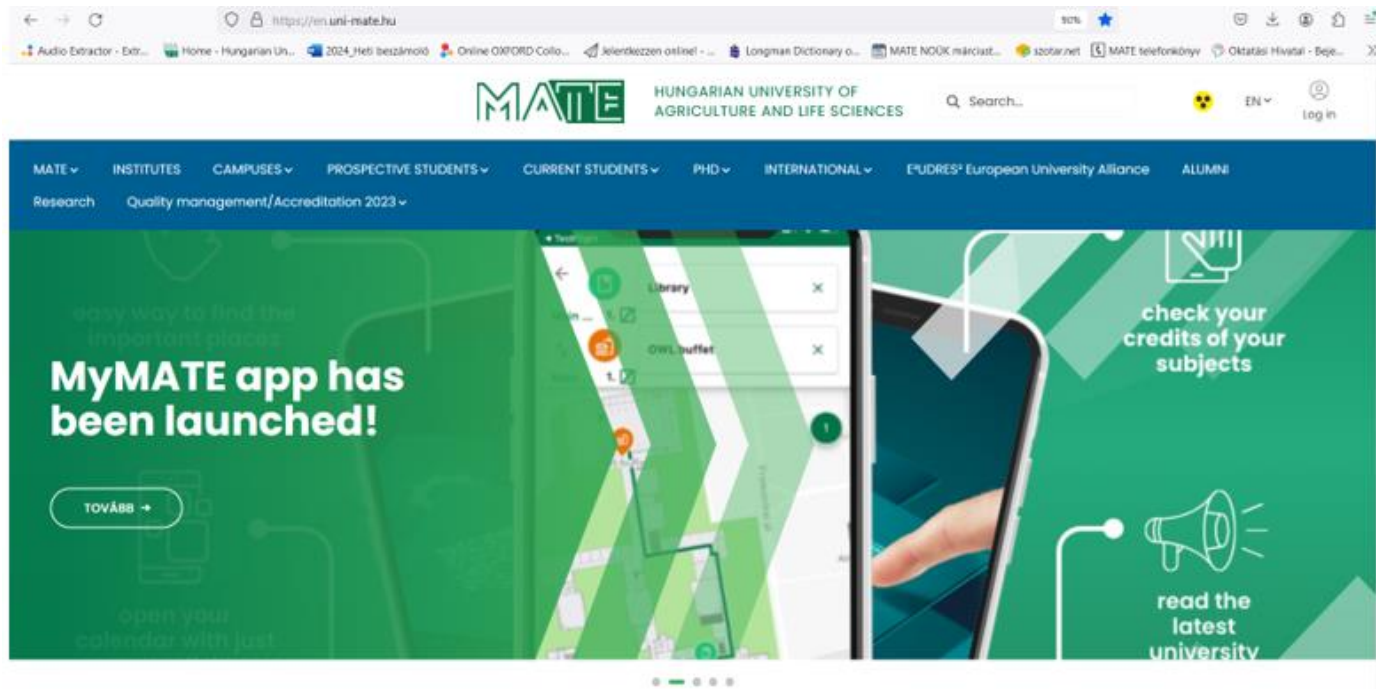 https://en.uni-mate.hu
90%
Audio Extractor - Extr...
Home - Hungarian Un...
2024_Heti beszámoló
Online OXFORD Collo...
Jelentkezzen online! - ...
Longman Dictionary o...
MATE NOÜK márciust...
szotar.net
MATE telefonkönyv
Oktatási Hivatal - Beje...
MATE
HUNGARIAN UNIVERSITY OF
AGRICULTURE AND LIFE SCIENCES
Search...
EN
Log in
MATE
INSTITUTES
CAMPUSES
PROSPECTIVE STUDENTS
CURRENT STUDENTS
PHD
INTERNATIONAL
E³UDRES² European University Alliance
ALUMNI
Research
Quality management/Accreditation 2023
easy way to find the
important places
MyMATE app has
been launched!
TOVÁBB →
open your
calendar with just
Library
1.
OWL buffet
1.
1
check your
credits of your
subjects
read the
latest
university